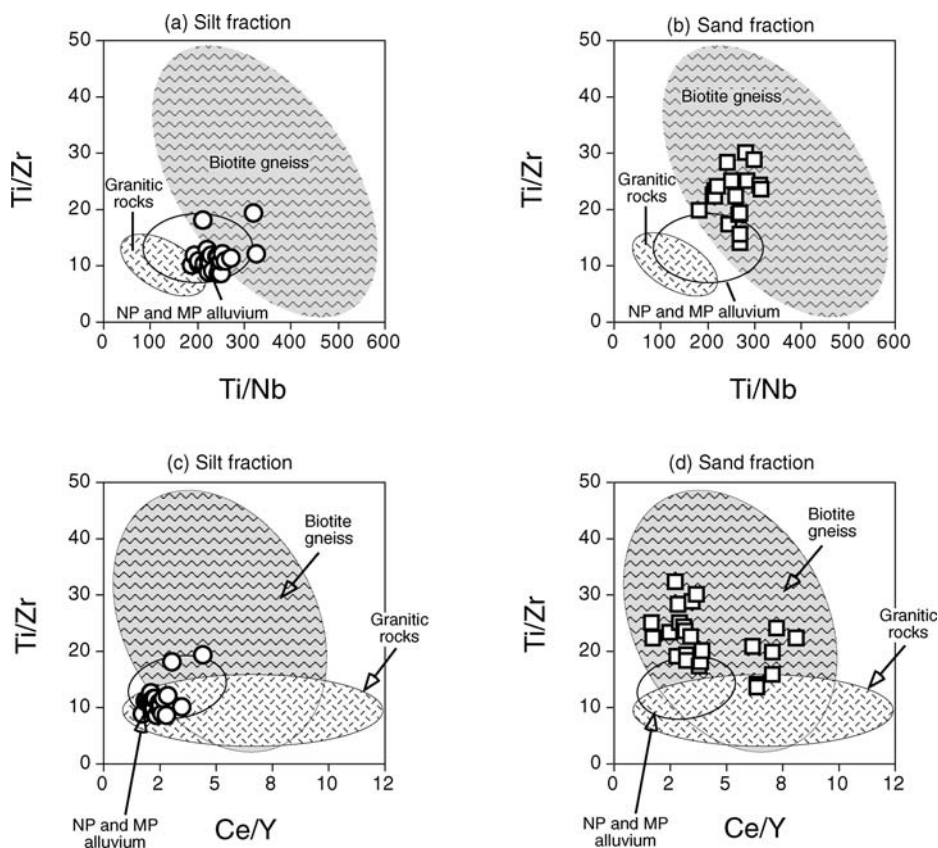 (a) Silt fraction
50
40
30
20
10
0
Ti/Zr
Biotite gneiss
Granitic
rocks
NP and MP alluvium
0 100 200 300 400 500 600
Ti/Nb
(b) Sand fraction
50
40
30
20
10
0
Ti/Zr
Biotite gneiss
Granitic
rocks
NP and MP alluvium
0 100 200 300 400 500 600
Ti/Nb
(c) Silt fraction
50
40
30
20
10
0
Ti/Zr
Biotite
gneiss
Granitic
rocks
0 2 6 8 10 12
NP and MP
alluvium
Ce/Y
(d) Sand fraction
50
40
30
20
10
0
Ti/Zr
Biotite
gneiss
Granitic
rocks
0 2 6 8 10 12
NP and MP
alluvium
Ce/Y